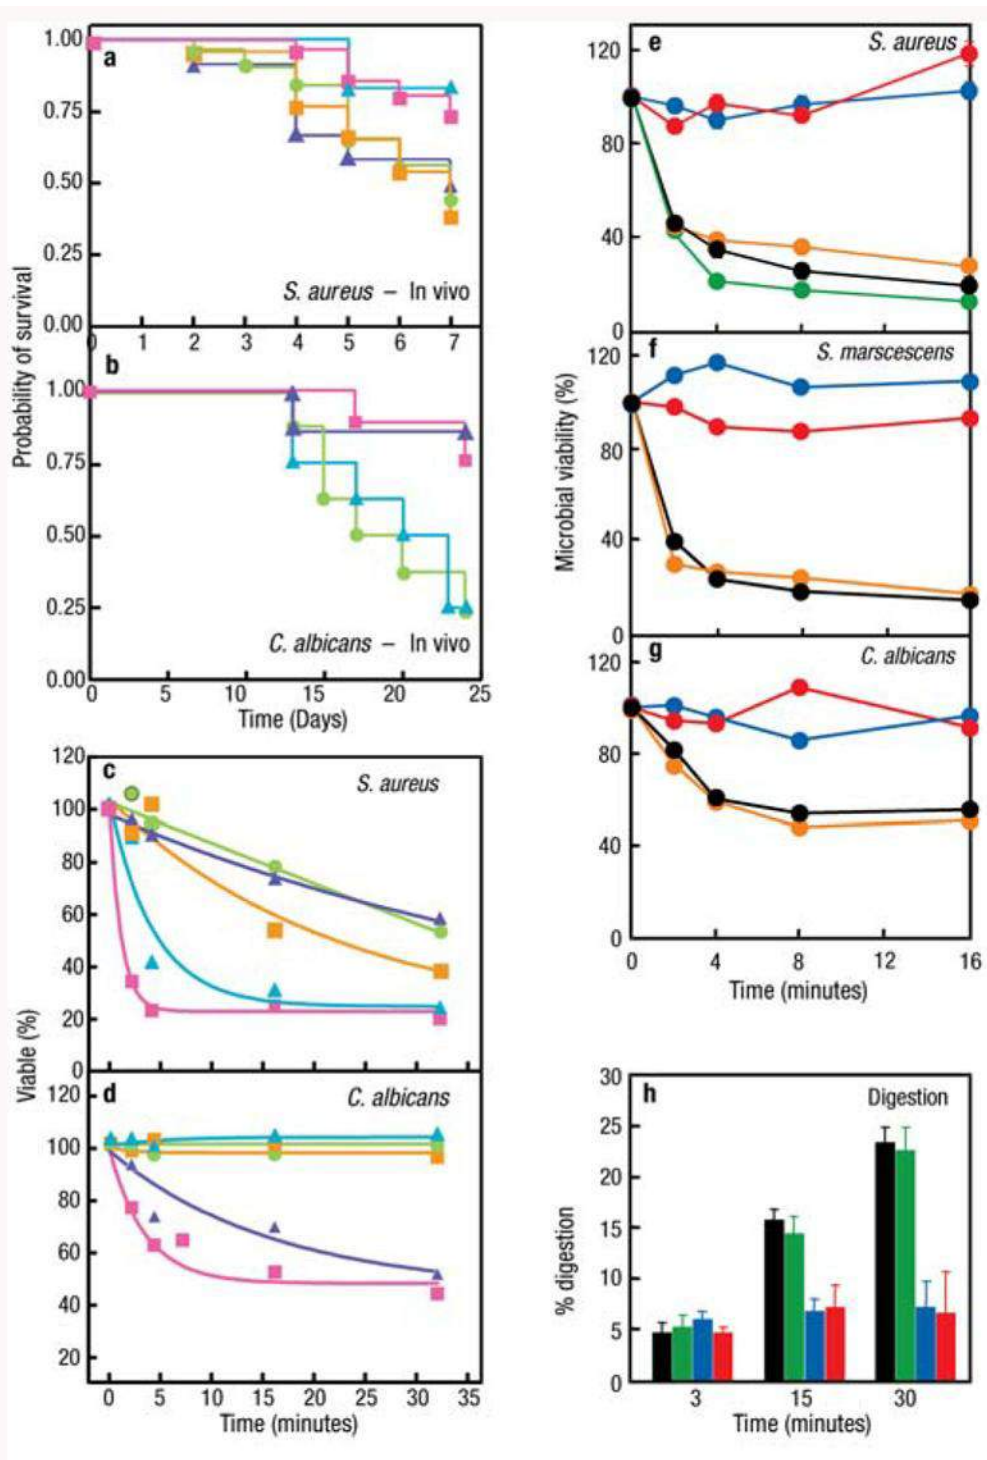 1.00
a
0.75
0.50
0.25
S. aureus – In vivo
0.00
0 1 2 3 4 5 6 7
b
1.00
0.75
0.50
0.25
C. albicans – In vivo
0.00
0 5 10 15 20 25
Time (Days)
Probability of survival
120
c
S. aureus
100
80
60
40
20
0
d
C. albicans
120
100
80
60
40
20
0 5 10 15 20 25 30 35
Time (minutes)
Viable (%)
e
S. aureus
120
80
40
0
f
S. marscescens
120
80
40
0
g
C. albicans
120
80
40
0
0 4 8 12 16
Time (minutes)
Microbial viability (%)
30
h
Digestion
25
20
15
10
5
0
3 15 30
Time (minutes)
% digestion